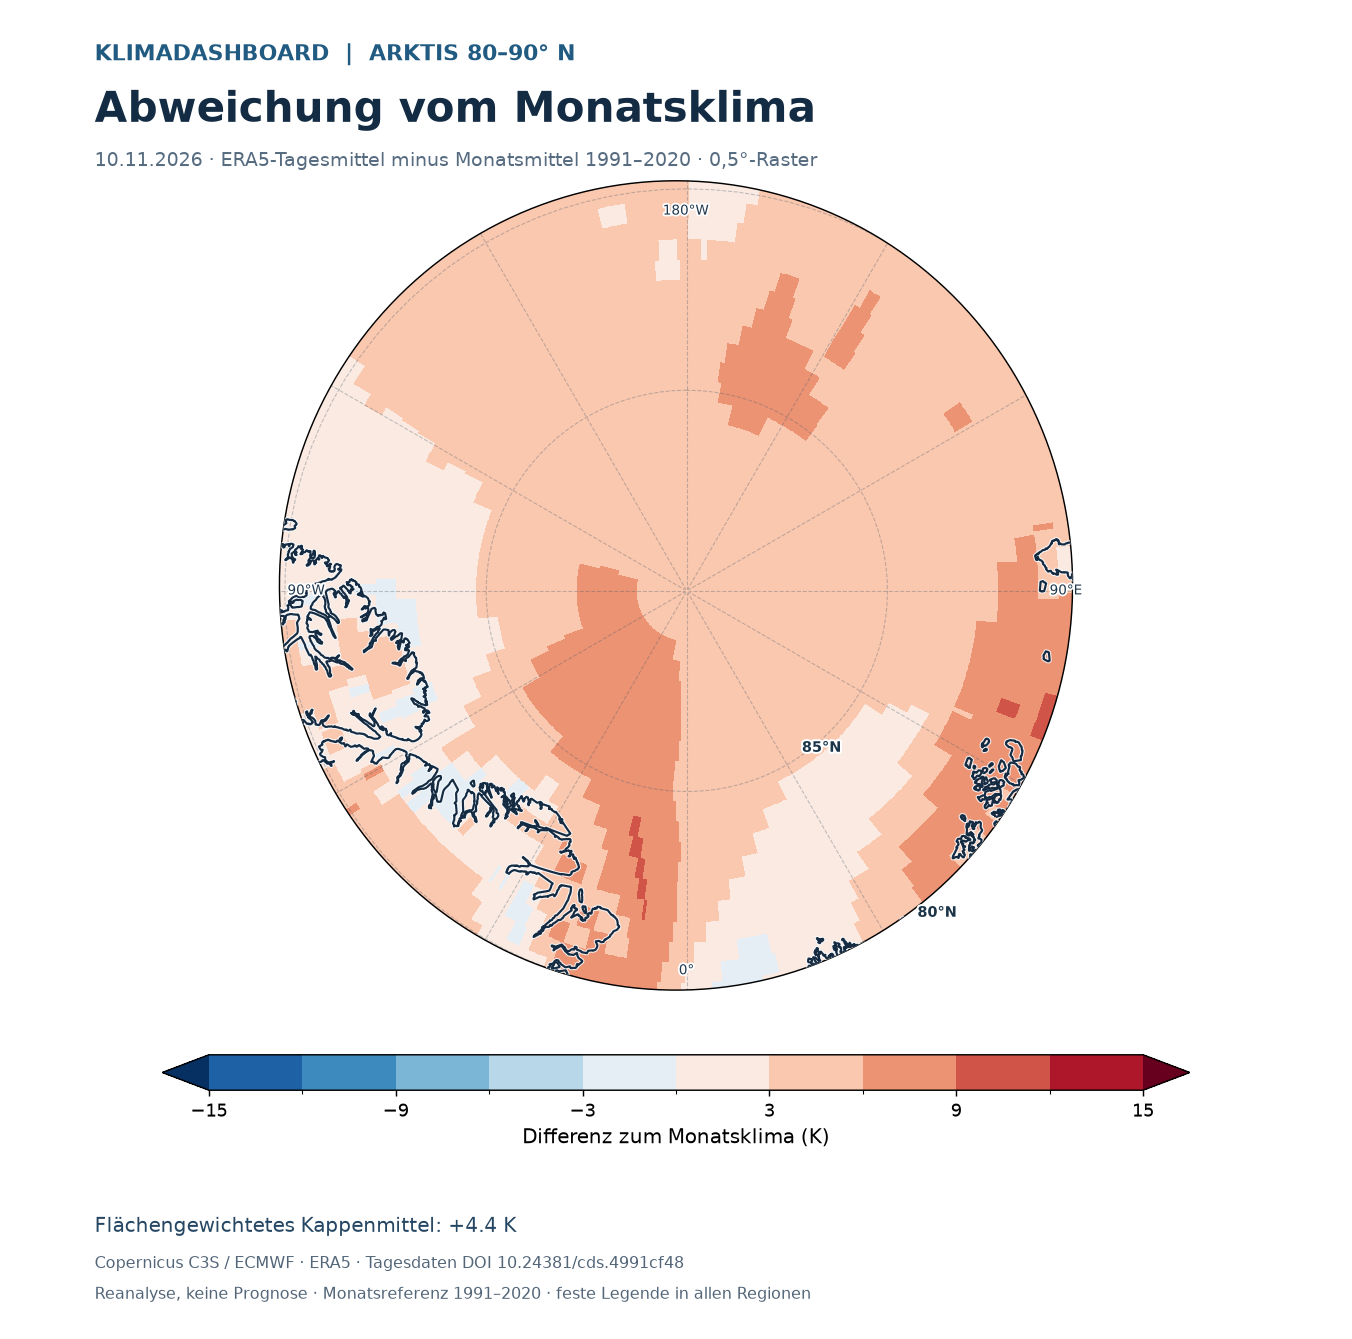 KLIMADASHBOARD | ARKTIS 80–90° N
Abweichung vom Monatsklima
10.11.2026 · ERA5-Tagesmittel minus Monatsmittel 1991–2020 · 0,5°-Raster
180°W
90°W
90°E
85°N
80°N
0°
−15 −9 −3 3 9 15
Differenz zum Monatsklima (K)
Flächengewichtetes Kappenmittel: +4.4 K
Copernicus C3S / ECMWF · ERA5 · Tagesdaten DOI 10.24381/cds.4991cf48
Reanalyse, keine Prognose · Monatsreferenz 1991–2020 · feste Legende in allen Regionen